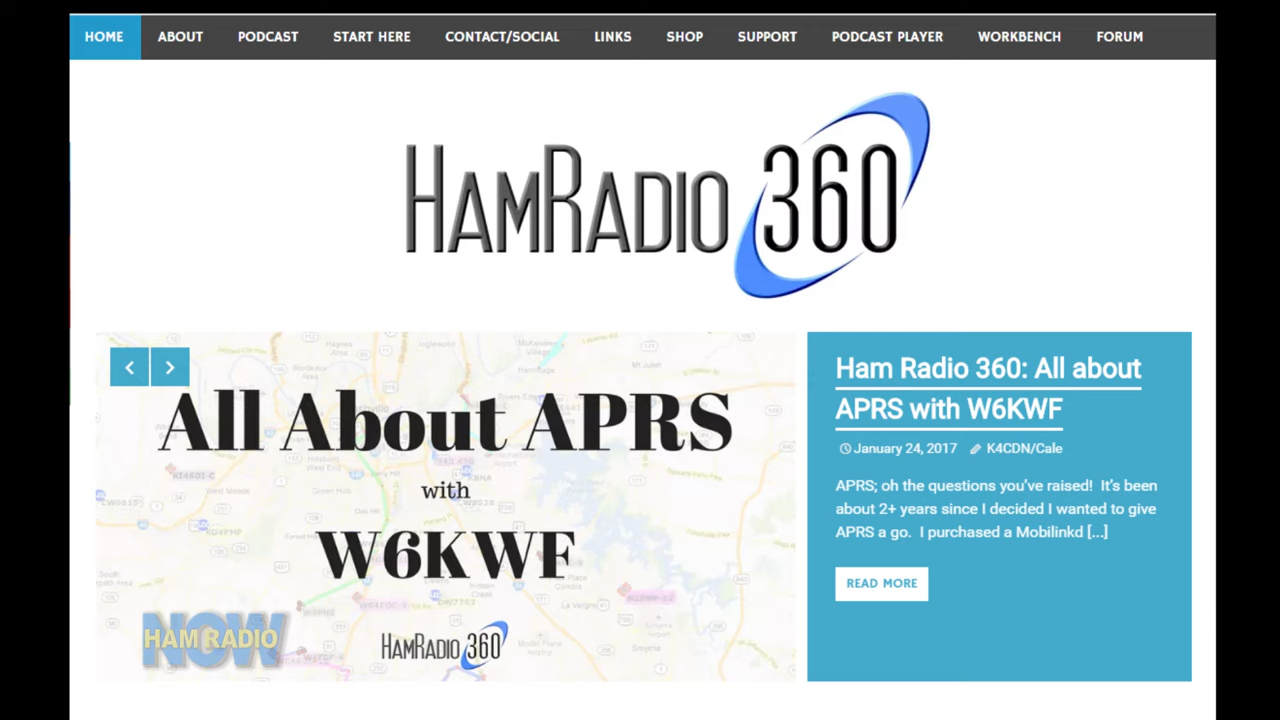 HOME ABOUT PODCAST START HERE CONTACT/SOCIAL LINKS SHOP SUPPORT PODCAST PLAYER WORKBENCH FORUM
HAMRADIO 360
All About APRS
with
W6KWF
HAM RADIO
NOW
HAMRADIO 360
Ham Radio 360: All about
APRS with W6KWF
January 24, 2017 K4CDN/Cale
APRS; oh the questions you've raised! It's been
about 2+ years since I decided I wanted to give
APRS a go. I purchased a Mobilinkd [...]
READ MORE